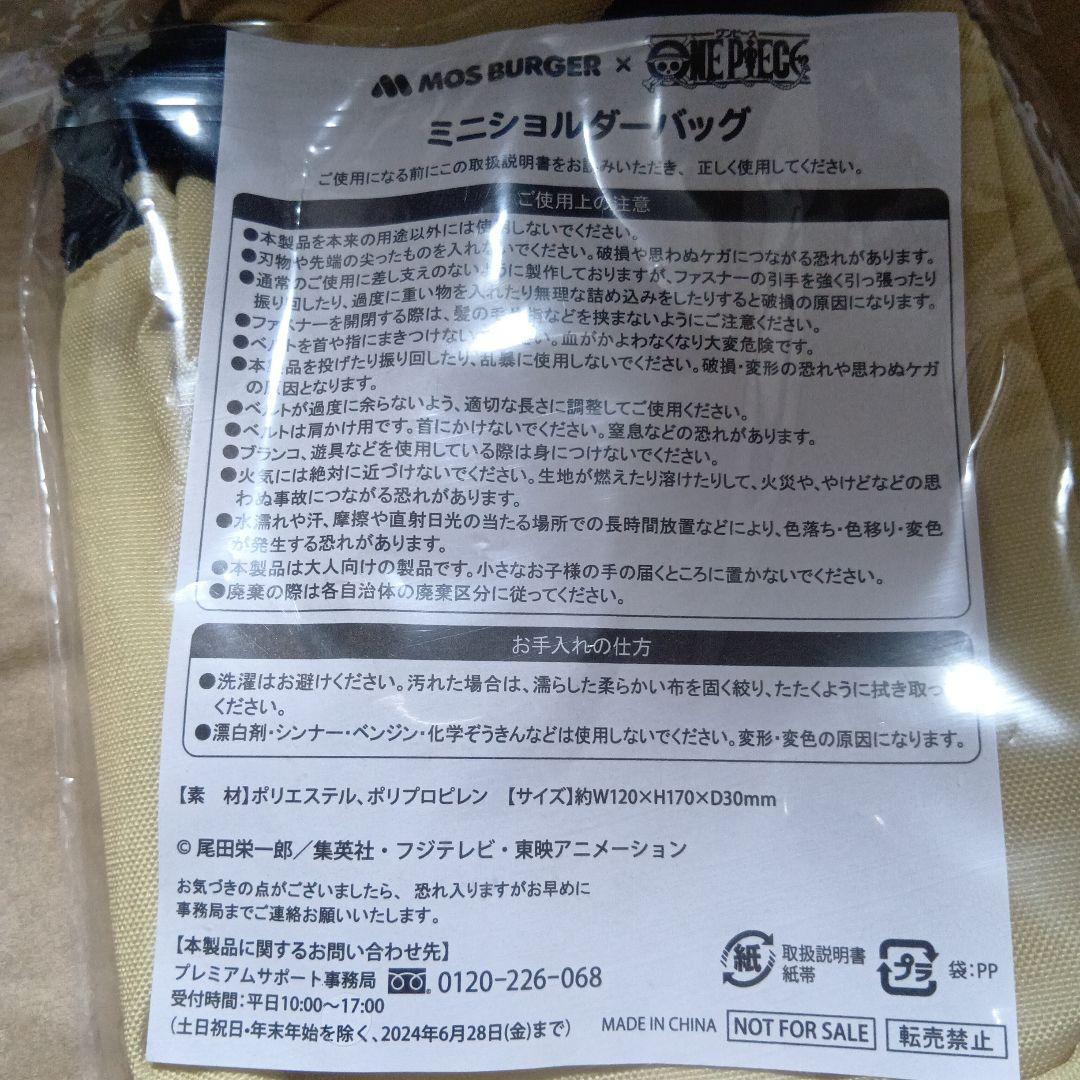 MOS BURGER × ワンピース ONE PIECE
ミニショルダーバッグ
ご使用になる前にこの取扱説明書をお読みいただき、正しく使用してください。
ご使用上の注意
●本製品を本来の用途以外には使用しないでください。
●刃物や先端の尖ったものを入れないでください。破損や思わぬケガにつながる恐れがあります。
●通常のご使用に差し支えのないように製作しておりますが、ファスナーの引手を強く引っ張ったり
振り回したり、過度に重い物を入れたり無理な詰め込みをしたりすると破損の原因になります。
●ファスナーを開閉する際は、髪の毛や指などを挟まないようにご注意ください。
●ベルトを首や指にまきつけないでください。血がかよわなくなり大変危険です。
●本製品を投げたり振り回したり、乱暴に使用しないでください。破損・変形の恐れや思わぬケガ
の原因となります。
●ベルトが過度に余らないよう、適切な長さに調整してご使用ください。
●ベルトは肩かけ用です。首にかけないでください。窒息などの恐れがあります。
●ブランコ、遊具などを使用している際は身につけないでください。
●火気には絶対に近づけないでください。生地が燃えたり溶けたりして、火災や、やけどなどの思
わぬ事故につながる恐れがあります。
●水濡れや汗、摩擦や直射日光の当たる場所での長時間放置などにより、色落ち・色移り・変色
が発生する恐れがあります。
●本製品は大人向けの製品です。小さなお子様の手の届くところに置かないでください。
●廃棄の際は各自治体の廃棄区分に従ってください。
お手入れの仕方
●洗濯はお避けください。汚れた場合は、濡らした柔らかい布を固く絞り、たたくように拭き取っ
ください。
●漂白剤・シンナー・ベンジン・化学ぞうきんなどは使用しないでください。変形・変色の原因になります。
【素　材】ポリエステル、ポリプロピレン 【サイズ】約W120×H170×D30mm
© 尾田栄一郎／集英社・フジテレビ・東映アニメーション
お気づきの点がございましたら、恐れ入りますがお早めに
事務局までご連絡お願いいたします。
【本製品に関するお問い合わせ先】
プレミアムサポート事務局 0120-226-068
受付時間：平日10:00～17:00
（土日祝日・年末年始を除く、2024年6月28日(金)まで）
紙 取扱説明書
紙帯
プラ 袋：PP
MADE IN CHINA NOT FOR SALE 転売禁止